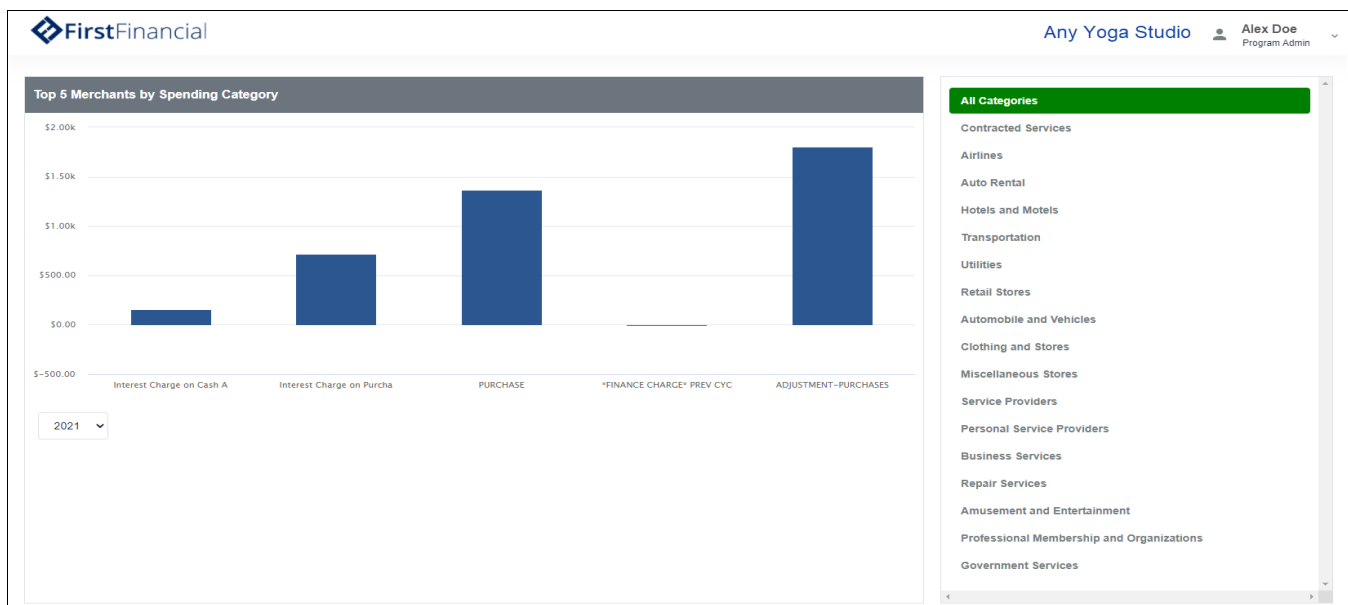 FirstFinancial
Any Yoga Studio
Alex Doe
Program Admin
Top 5 Merchants by Spending Category
$2.00k
$1.50k
$1.00k
$500.00
$0.00
$-500.00
Interest Charge on Cash A
Interest Charge on Purcha
PURCHASE
*FINANCE CHARGE* PREV CYC
ADJUSTMENT-PURCHASES
2021
All Categories
Contracted Services
Airlines
Auto Rental
Hotels and Motels
Transportation
Utilities
Retail Stores
Automobile and Vehicles
Clothing and Stores
Miscellaneous Stores
Service Providers
Personal Service Providers
Business Services
Repair Services
Amusement and Entertainment
Professional Membership and Organizations
Government Services